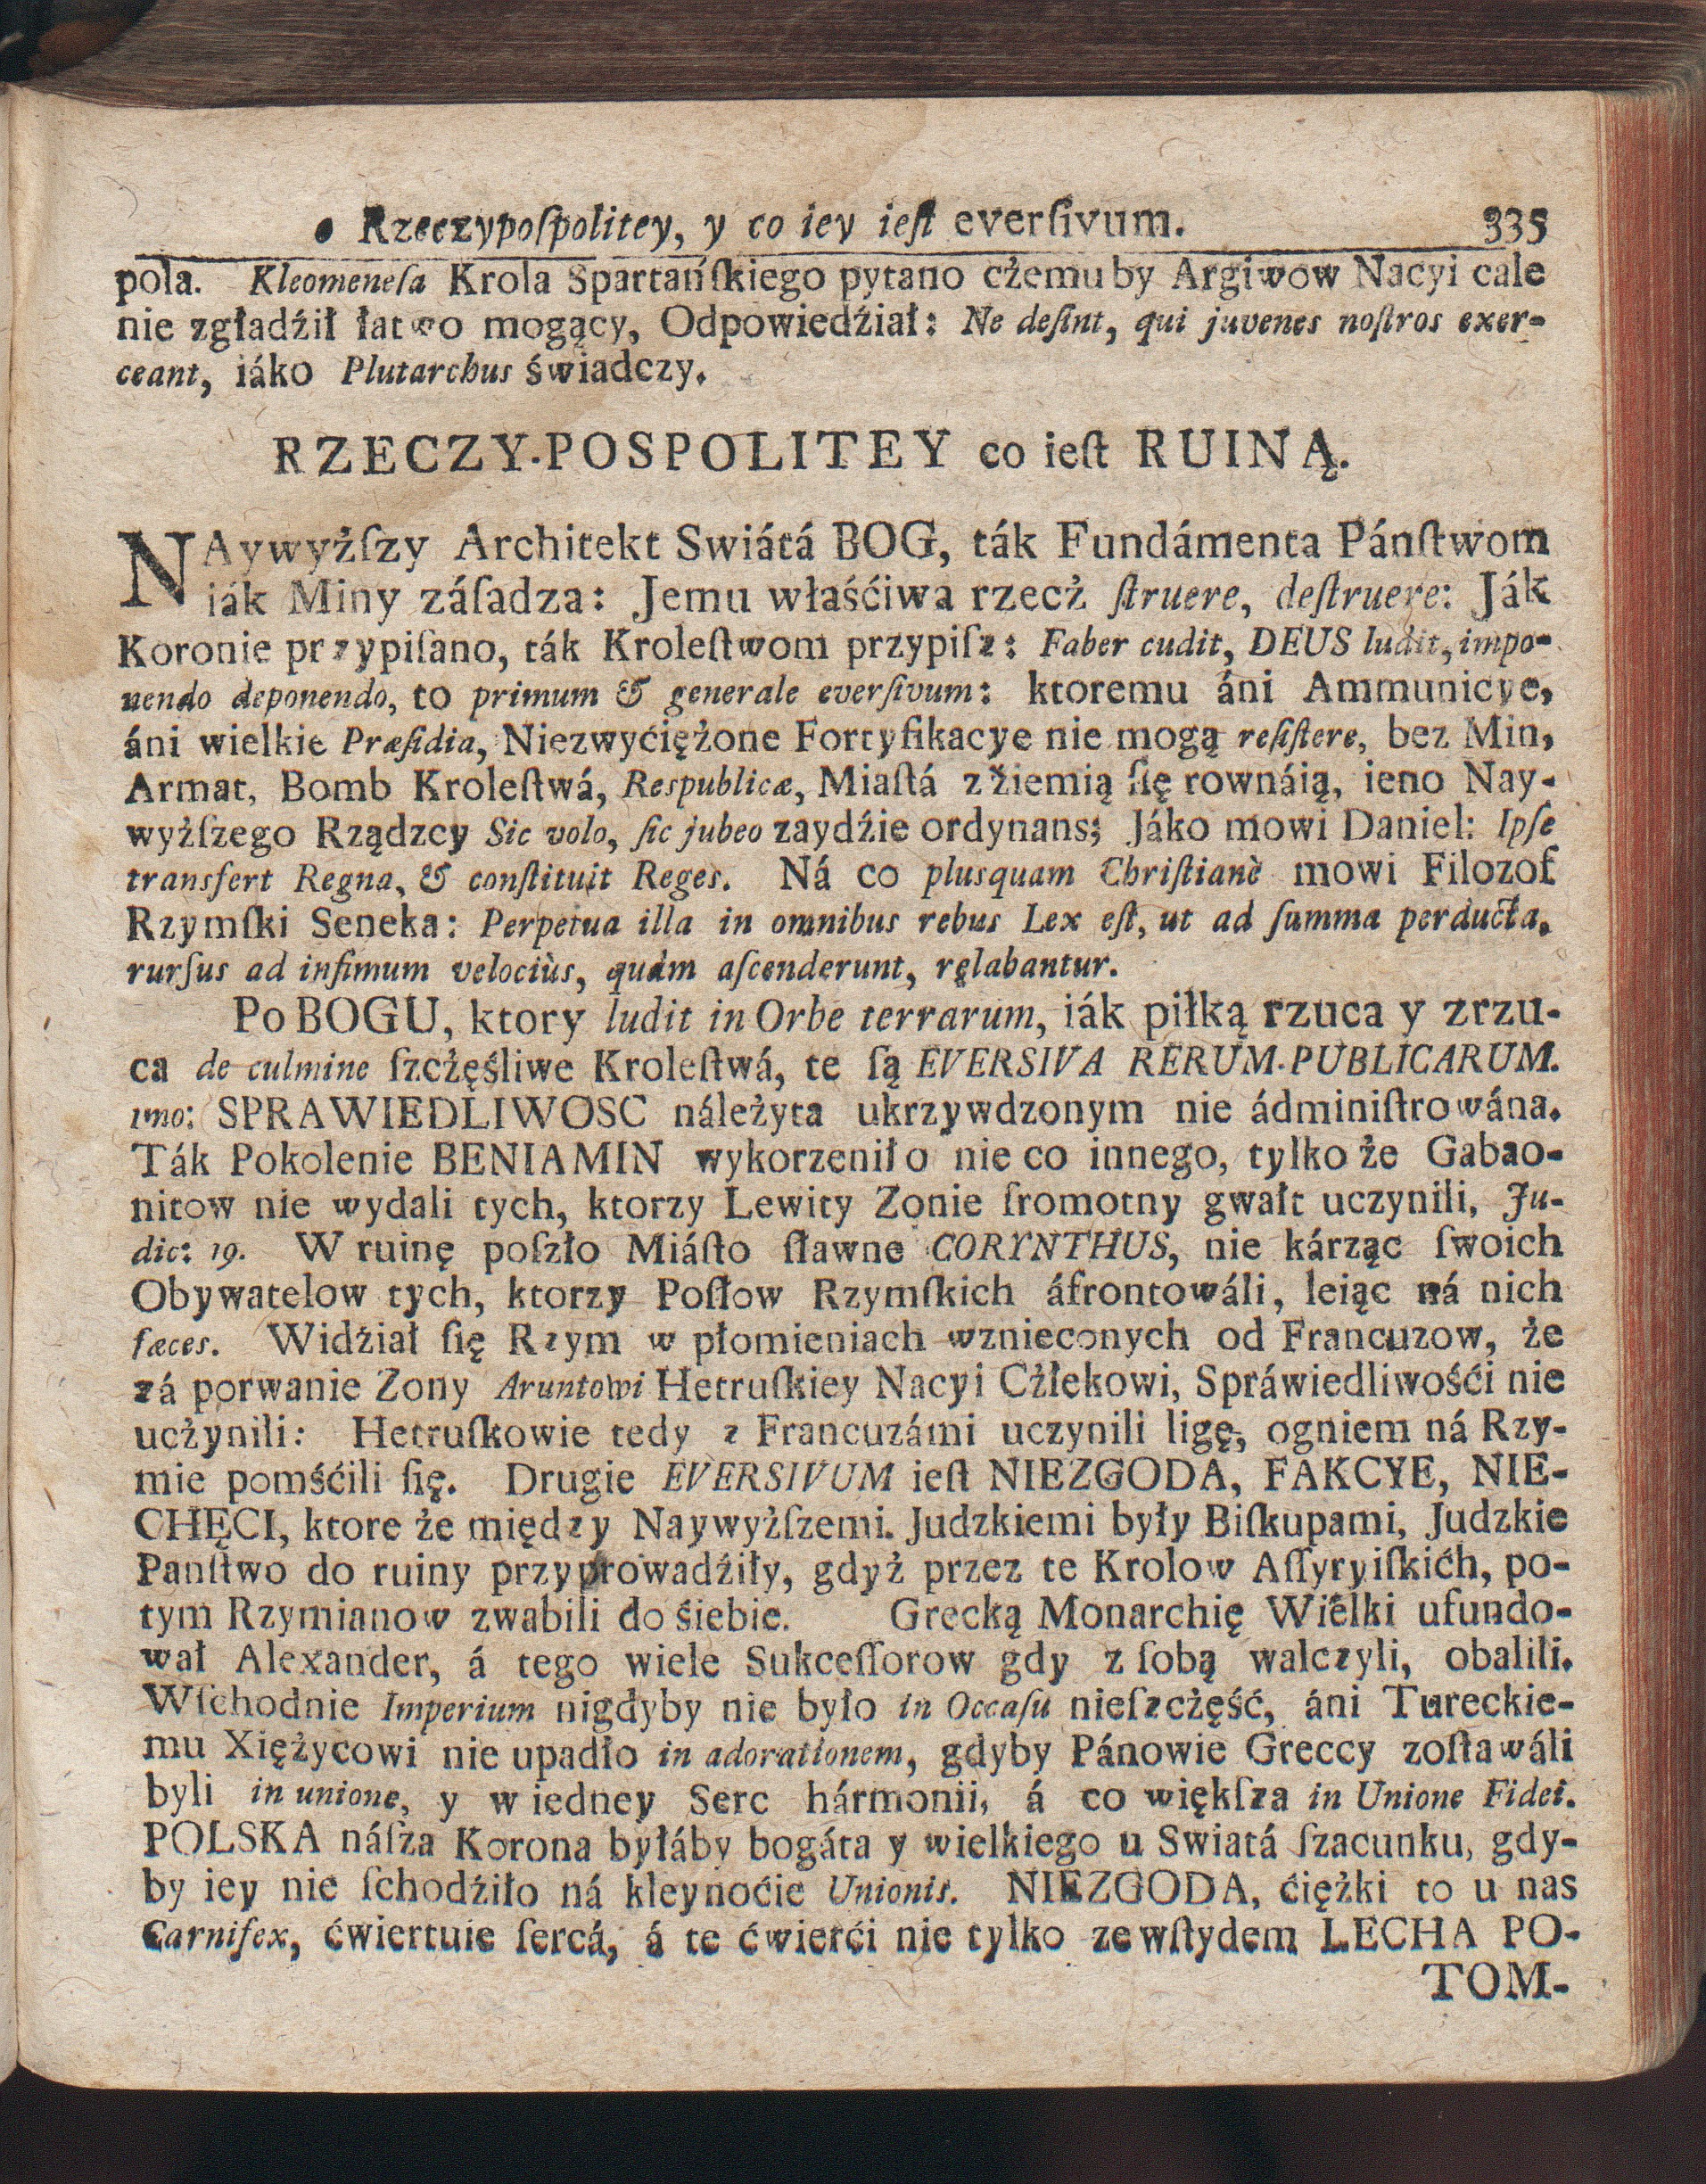 • Rzeczypoſpolitey, y co iey ieſt everſivum. 335
pola. Kleomeneſa Krola Spartańſkiego pytano cżemu by Argiwow Nacyi cale
nie zgładźił łatwo mogący, Odpowiedźiał: Ne deſint, qui juvenes noſtros exer-
ceant, iáko Plutarchus świadczy.
RZECZY-POSPOLITEY co ieſt RUINĄ.
NAywyżſzy Architekt Swiátá BOG, ták Fundámenta Páńſtwom
iák Miny záſadza: Jemu właśćiwa rzecż ſtruere, deſtruere: Ják
Koronie przypiſano, ták Kroleſtwom przypiſz: Faber cudit, DEUS ludit, impo-
nendo deponendo, to primum & generale everſivum: ktoremu áni Ammunicye,
áni wielkie Præſidia, Niezwyćiężone Fortyfikacye nie mogą reſiſtere, bez Min,
Armat, Bomb Kroleſtwá, Respublicæ, Miaſtá z źiemią ſię rownáią, ieno Nay-
wyżſzego Rządzcy Sic volo, ſic jubeo zaydźie ordynans; Jáko mowi Daniel: Ipſe
transfert Regna, & conſtituit Reges. Ná co plusquam Chriſtianè mowi Filozof
Rzymſki Seneka: Perpetua illa in omnibus rebus Lex eſt, ut ad ſumma perducta,
rurſus ad infimum velociùs, quàm aſcenderunt, relabantur.
Po BOGU, ktory ludit in Orbe terrarum, iák piłką rzuca y zrzu-
ca de culmine ſzcżęśliwe Kroleſtwá, te ſą EVERSIVA RERUM-PUBLICARUM.
1mo: SPRAWIEDLIWOSC náleżyta ukrzywdzonym nie ádminiſtrowána.
Ták Pokolenie BENIAMIN wykorzeniło nie co innego, tylko że Gabao-
nitow nie wydali tych, ktorzy Lewity Zonie ſromotny gwałt uczynili, Ju-
dic: 19. W ruinę poſzło Miáſto ſławne CORYNTHUS, nie kárząc ſwoich
Obywatelow tych, ktorzy Poſłow Rzymſkich áfrontowáli, leiąc ná nich
fæces. Widźiał ſię Rzym w płomieniach wznieconych od Francuzow, że
zá porwanie Zony Aruntowi Hetruſkiey Nacyi Cżłekowi, Spráwiedliwośći nie
ucżynili: Hetruſkowie tedy z Francuzámi uczynili ligę, ogniem ná Rzy-
mie pomśćili ſię. Drugie EVERSIVUM ieſt NIEZGODA, FAKCYE, NIE-
CHĘCI, ktore że między Naywyżſzemi Judzkiemi były Biſkupami, Judzkie
Panſtwo do ruiny przyprowadźiły, gdyż przez te Krolow Aſſyryiſkićh, po-
tym Rzymianow zwabili do śiebie. Grecką Monarchię Wielki ufundo-
wał Alexander, á tego wiele Sukceſſorow gdy z ſobą walczyli, obalili.
Wſchodnie Imperium nigdyby nie było in Occaſu nieſzcżęść, áni Tureckie-
mu Xiężycowi nie upadło in adorationem, gdyby Pánowie Greccy zoſtawáli
byli in unione, y w iedney Serc hármonii, á co więkſza in Unione Fidei.
POLSKA náſza Korona byłáby bogáta y wielkiego u Swiatá ſzacunku, gdy-
by iey nie ſchodźiło ná kleynoćie Unionis. NIEZGODA, ćiężki to u nas
Carnifex, ćwiertuie ſercá, á te ćwierći nie tylko ze wſtydem LECHA PO-
TOM-